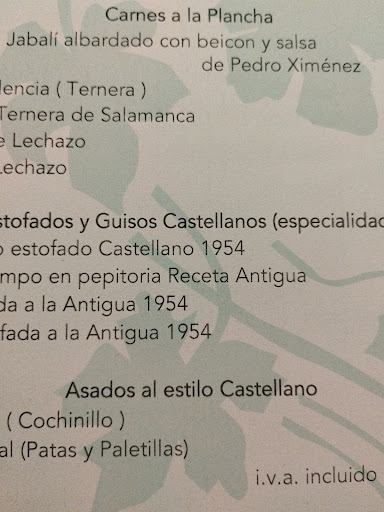 Carnes a la Plancha
Jabalí albardado con beicon y salsa
de Pedro Ximénez
lencia ( Ternera )
Ternera de Salamanca
e Lechazo
Lechazo
stofados y Guisos Castellanos (especialidad
o estofado Castellano 1954
mpo en pepitoria Receta Antigua
da a la Antigua 1954
fada a la Antigua 1954
Asados al estilo Castellano
( Cochinillo )
al (Patas y Paletillas)
i.v.a. incluido